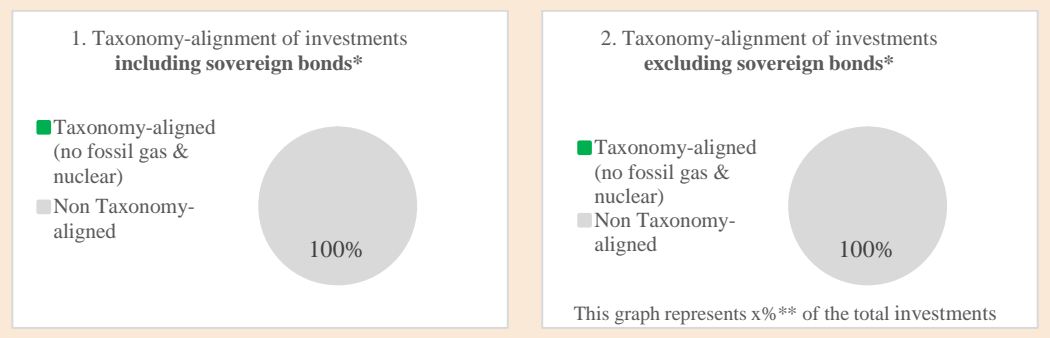 1. Taxonomy-alignment of investments
including sovereign bonds*
Taxonomy-aligned
(no fossil gas &
nuclear)
Non Taxonomy-
aligned
100%
2. Taxonomy-alignment of investments
excluding sovereign bonds*
Taxonomy-aligned
(no fossil gas &
nuclear)
Non Taxonomy-
aligned
100%
This graph represents x%** of the total investments